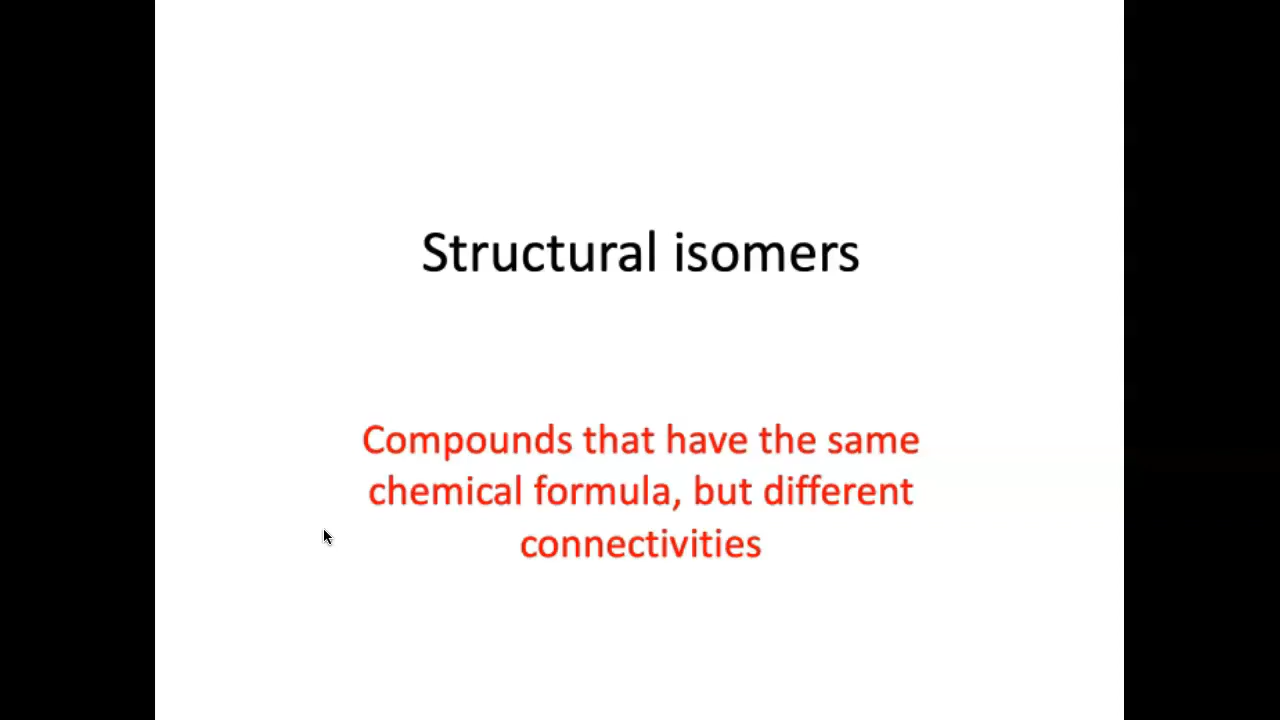 Structural isomers
Compounds that have the same
chemical formula, but different
connectivities